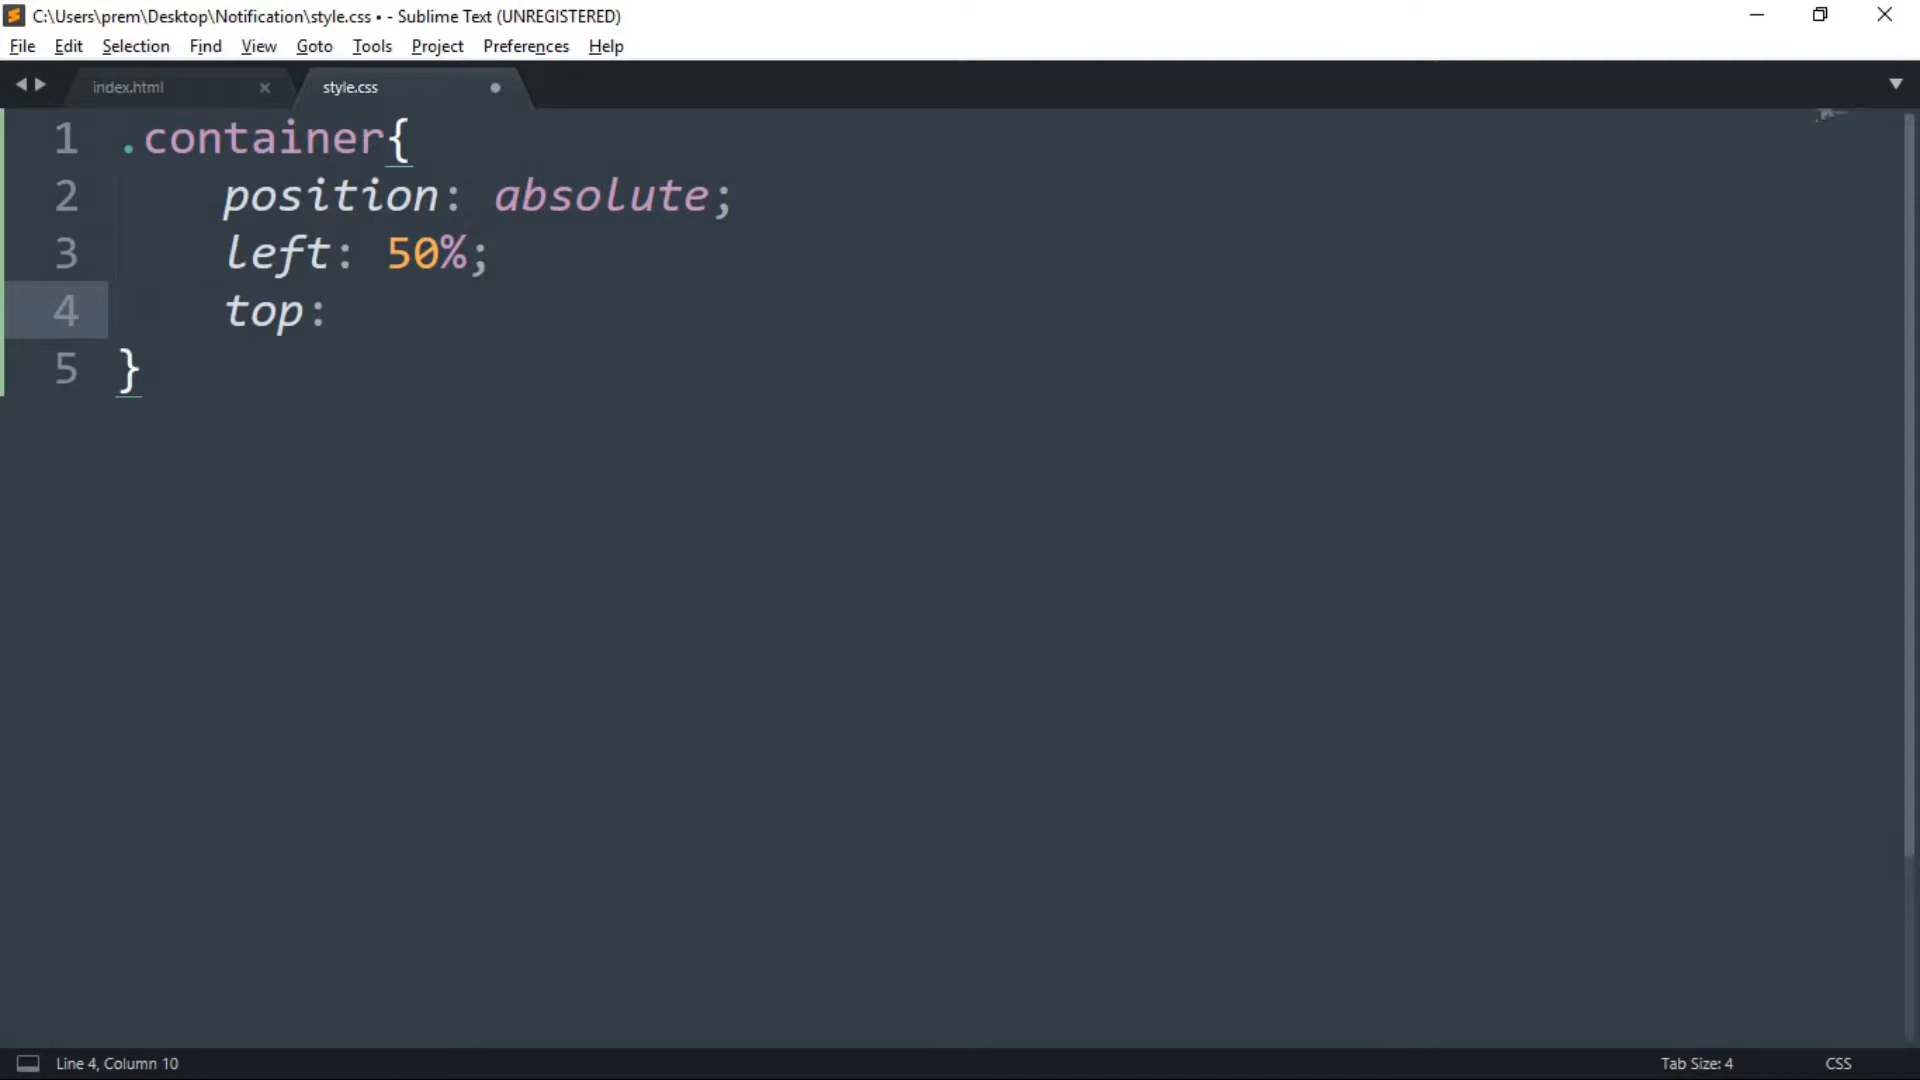 C:\Users\prem\Desktop\Notification\style.css • - Sublime Text (UNREGISTERED)
File Edit Selection Find View Goto Tools Project Preferences Help
index.html × style.css
1 .container{
2 position: absolute;
3 left: 50%;
4 top:
5 }
Line 4, Column 10 Tab Size: 4 CSS